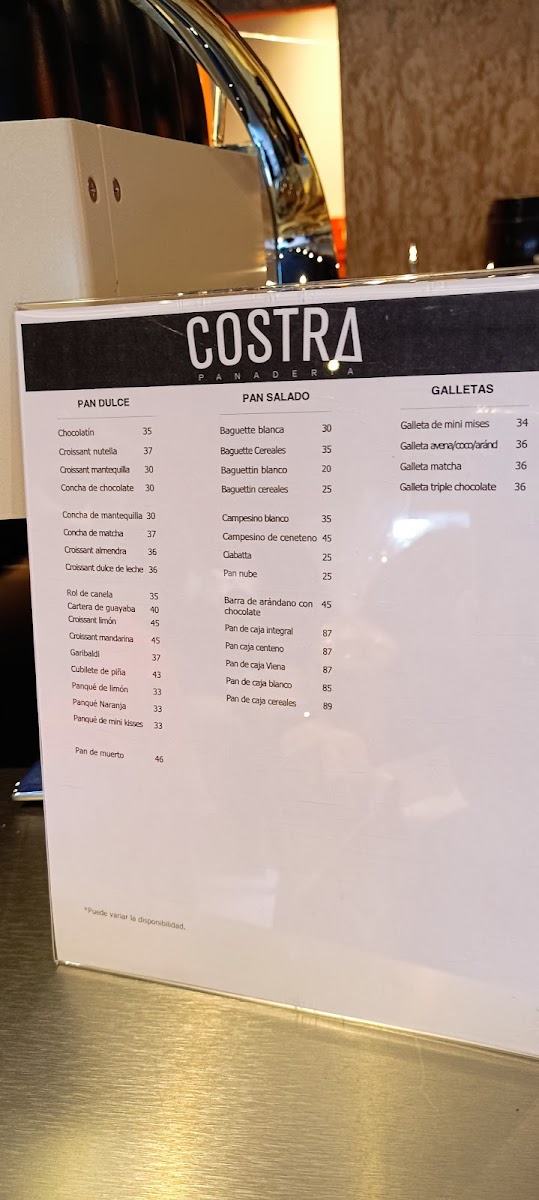 COSTRA
PANADERIA
PAN DULCE
Chocolatín 35
Croissant nutella 37
Croissant mantequilla 30
Concha de chocolate 30
Concha de mantequilla 30
Concha de matcha 37
Croissant almendra 36
Croissant dulce de leche 36
Rol de canela 35
Cartera de guayaba 40
Croissant limón 45
Croissant mandarina 45
Garibaldi 37
Cubilete de piña 43
Panqué de limón 33
Panqué Naranja 33
Panqué de mini kisses 33
Pan de muerto 46
PAN SALADO
Baguette blanca 30
Baguette Cereales 35
Baguettin blanco 20
Baguettin cereales 25
Campesino blanco 35
Campesino de ceneteno 45
Ciabatta 25
Pan nube 25
Barra de arándano con 45
chocolate
Pan de caja integral 87
Pan caja centeno 87
Pan de caja Viena 87
Pan de caja blanco 85
Pan de caja cereales 89
GALLETAS
Galleta de mini mises 34
Galleta avena/coco/aránd 36
Galleta matcha 36
Galleta triple chocolate 36
*Puede variar la disponibilidad.